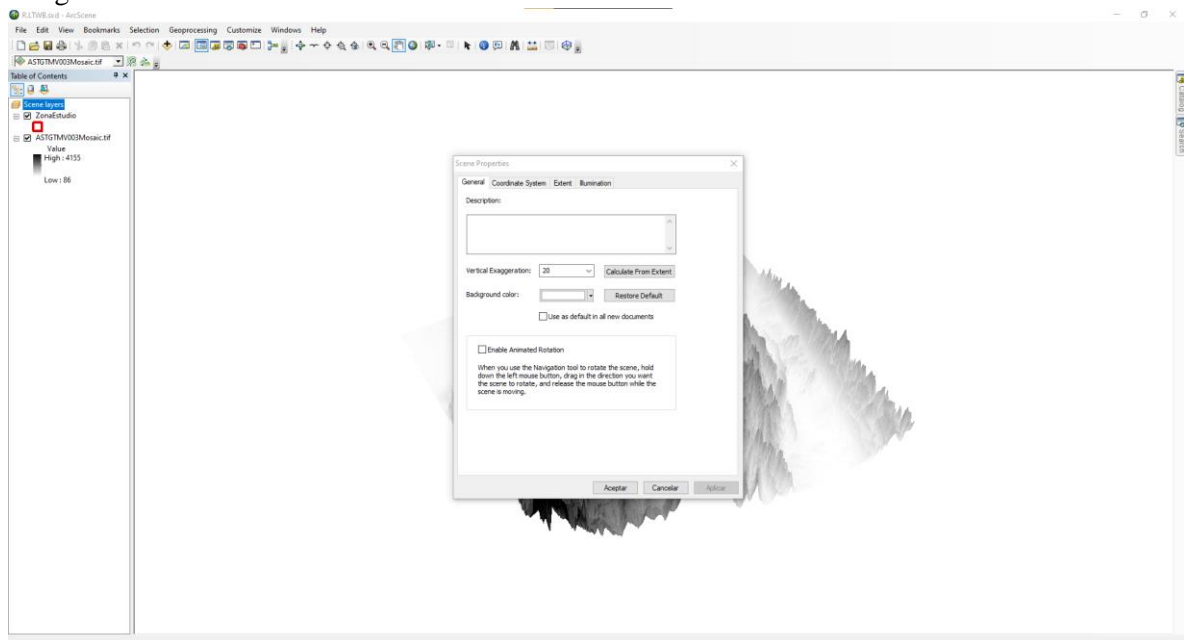 R.LTWB.sxd - ArcScene
File Edit View Bookmarks Selection Geoprocessing Customize Windows Help
ASTGTMV003Mosaic.tif
Table of Contents
Scene layers
ZonaEstudio
ASTGTMV003Mosaic.tif
Value
High : 4155
Low : 86
Scene Properties
General Coordinate System Extent Illumination
Description:
Vertical Exaggeration: 20 Calculate From Extent
Background color: Restore Default
Use as default in all new documents
Enable Animated Rotation
When you use the Navigation tool to rotate the scene, hold
down the left mouse button, drag in the direction you want
the scene to rotate, and release the mouse button while the
scene is moving.
Aceptar Cancelar Aplicar
Catalog
Search